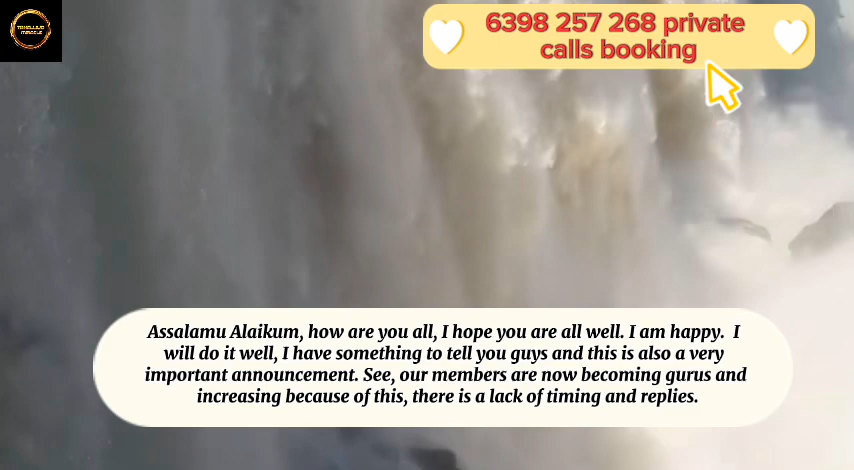 6398 257 268 private
calls booking
Assalamu Alaikum, how are you all, I hope you are all well. I am happy. I
will do it well, I have something to tell you guys and this is also a very
important announcement. See, our members are now becoming gurus and
increasing because of this, there is a lack of timing and replies.